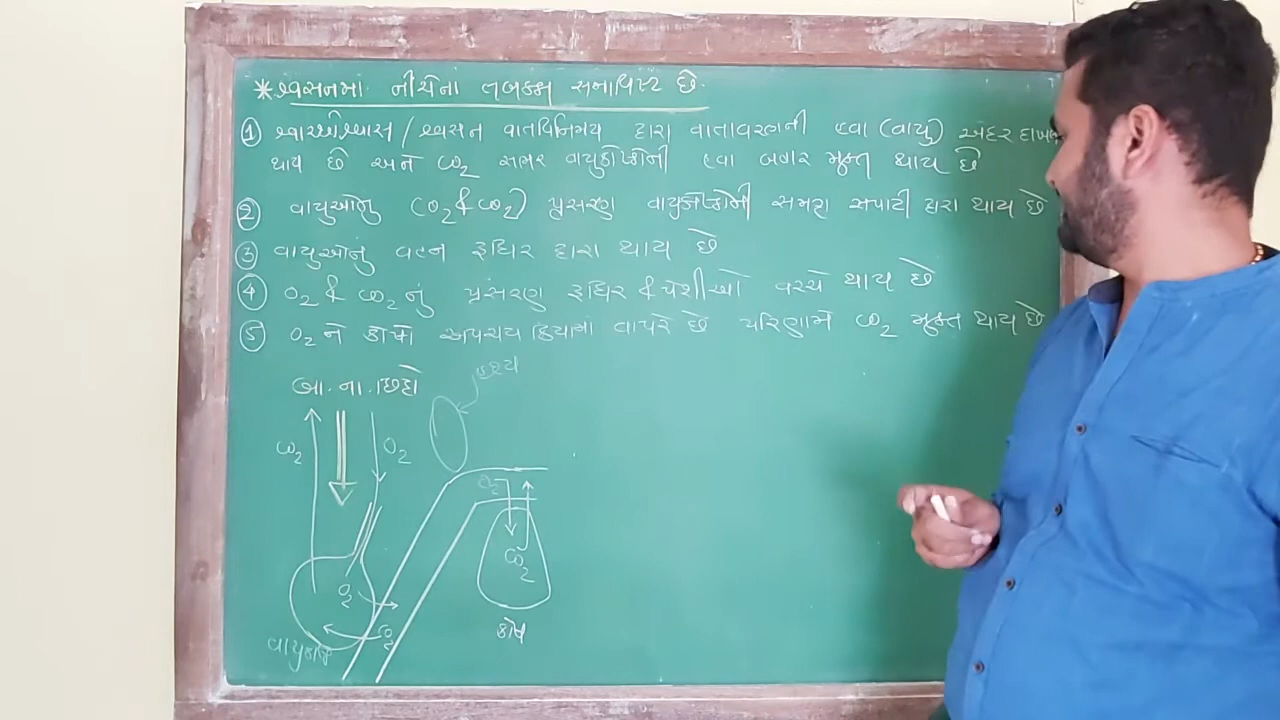 * શ્વસનમાં નીચેના તબક્કા સમાવિષ્ટ છે.
① શ્વાસોચ્છશ્વાસ / શ્વસન વાતવિનિમય દ્વારા વાતાવરણની હવા (વાયુ) અંદર દાખલ
થાય છે અને CO2 સભર વાયુકોષ્ઠોની હવા બહાર મુક્ત થાય છે
② વાયુઓનું (O2 & CO2) પ્રસરણ વાયુકોષ્ઠોની સમગ્ર સપાટી દ્વારા થાય છે
③ વાયુઓનું વહન રૂધિર દ્વારા થાય છે
④ O2 & CO2 નું પ્રસરણ રૂધિર & પેશીઓ વચ્ચે થાય છે
⑤ O2 ને કોષો અપચય ક્રિયામાં વાપરે છે પરિણામે CO2 મુક્ત થાય છે
બા. ના. છિદ્રો
હૃદય
CO2
O2
O2
CO2
O2
વાયુકોષ્ઠ
કોષ